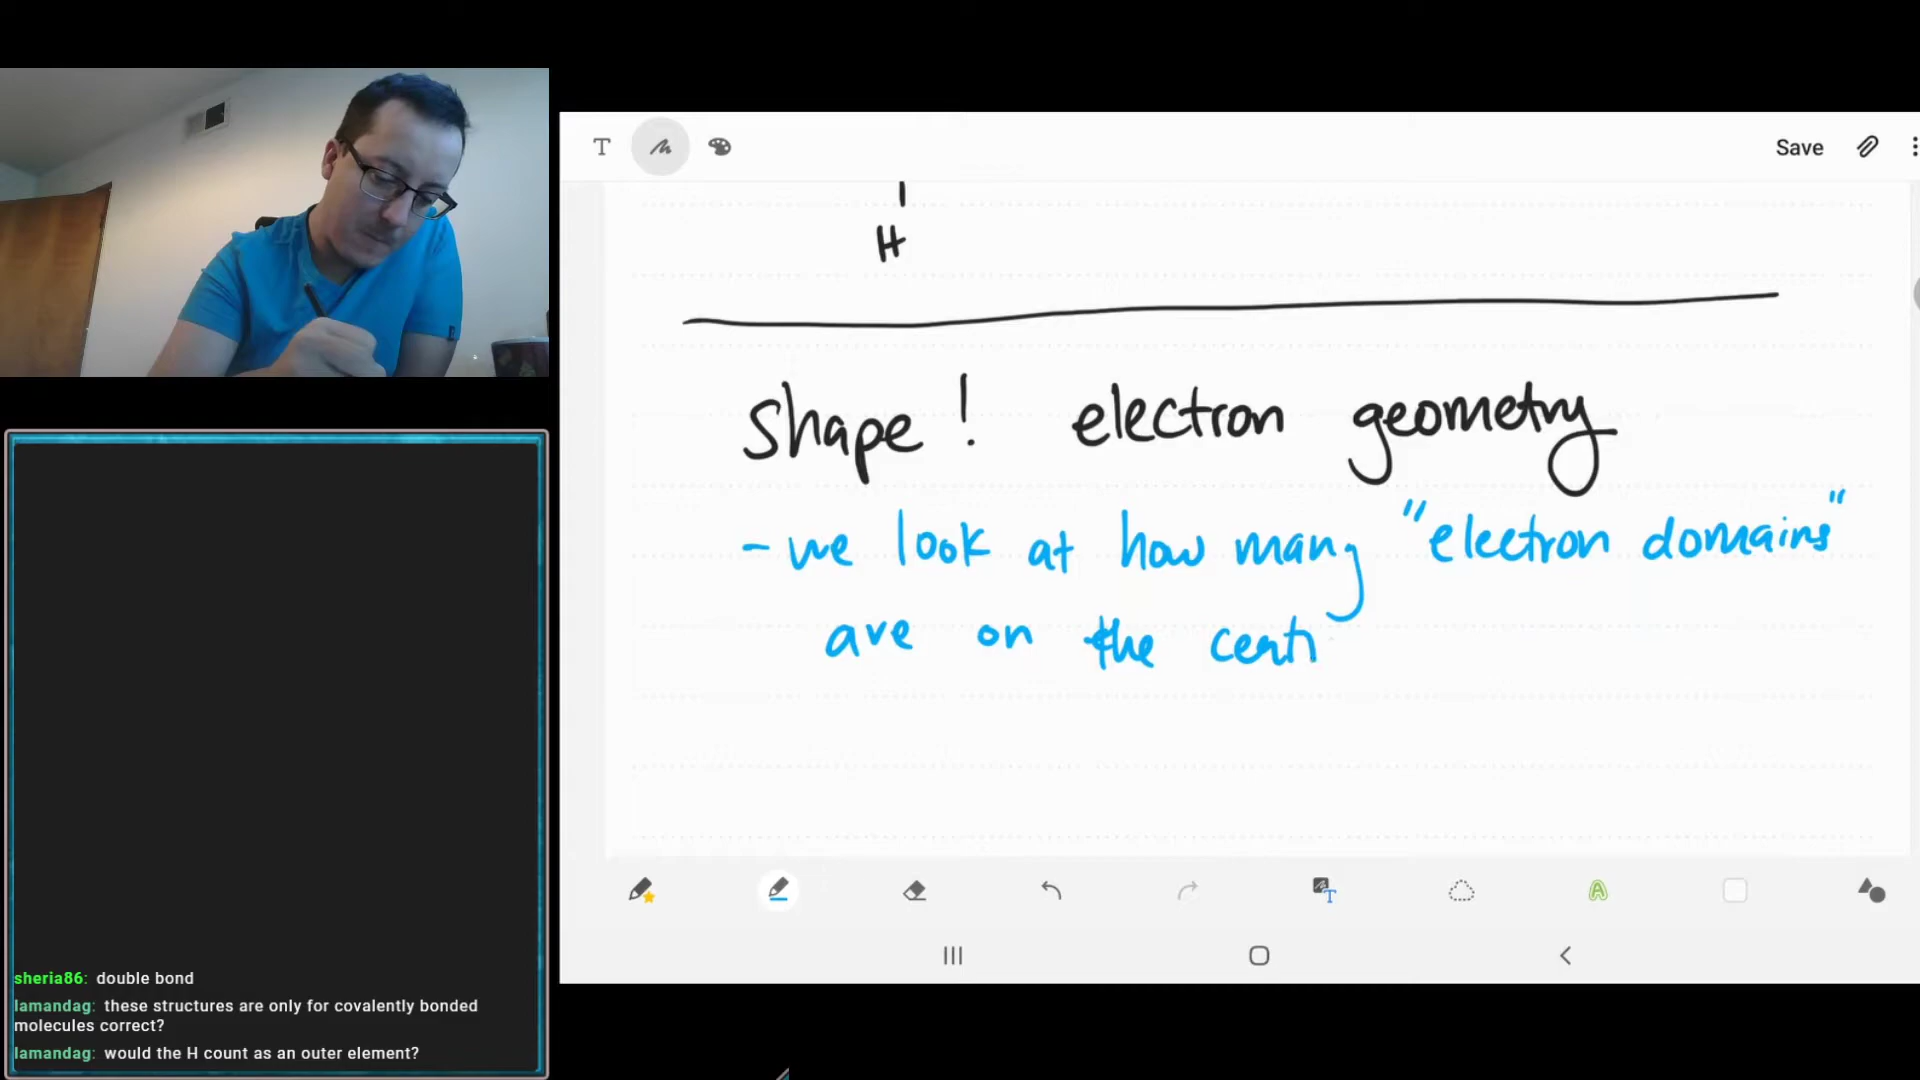 T
Save
H
shape! electron geometry
- we look at how many "electron domains"
are on the centr
T
A
sheria86: double bond
lamandag: these structures are only for covalently bonded
molecules correct?
lamandag: would the H count as an outer element?